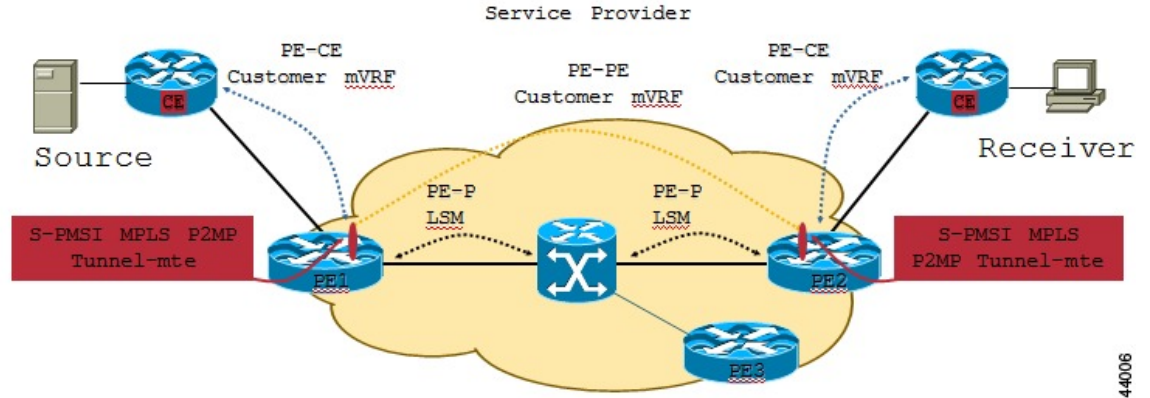 Service Provider
PE-CE
Customer mVRF
PE-PE
Customer mVRF
PE-CE
Customer mVRF
CE
CE
Source
Receiver
PE-P
LSM
PE-P
LSM
S-PMSI MPLS P2MP
Tunnel-mte
S-PMSI MPLS
P2MP Tunnel-mte
PE1
PE2
PE3
44006